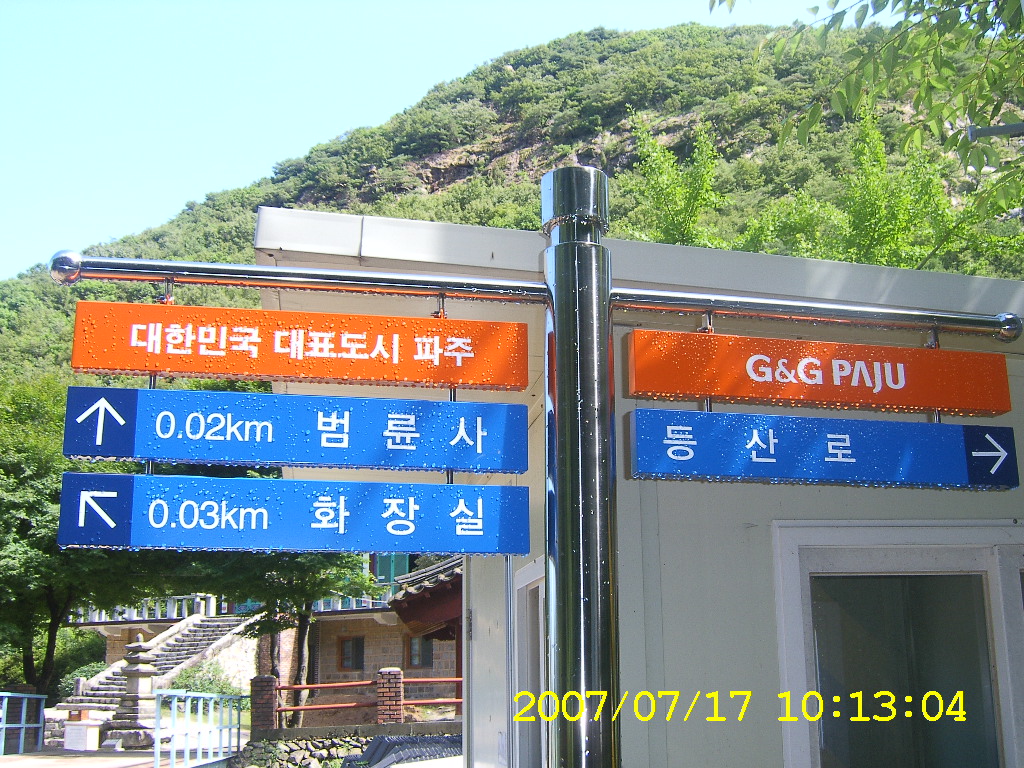 대한민국 대표도시 파주
0.02km 범륜사
0.03km 화장실
G&G PAJU
등산로
2007/07/17 10:13:04